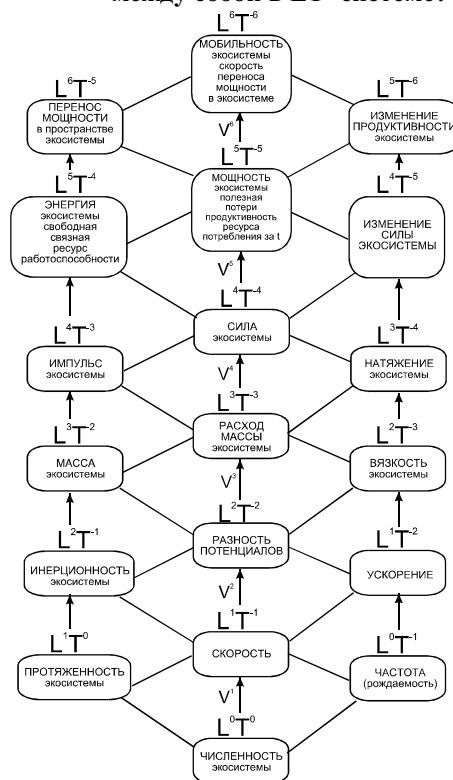 между собой BLT–системе:
L⁶T⁻⁶
МОБИЛЬНОСТЬ
экосистемы
скорость
переноса
мощности
в экосистеме
L⁶T⁻⁵
ПЕРЕНОС
МОЩНОСТИ
в пространстве
экосистемы
L⁵T⁻⁶
ИЗМЕНЕНИЕ
ПРОДУКТИВНОСТИ
экосистемы
V⁶
L⁵T⁻⁵
МОЩНОСТЬ
экосистемы
полезная
потери
продуктивность
ресурса
потребления за t
L⁵T⁻⁴
ЭНЕРГИЯ
экосистемы
свободная
связная
ресурс
работоспособности
L⁴T⁻⁵
ИЗМЕНЕНИЕ
СИЛЫ
ЭКОСИСТЕМЫ
V⁵
L⁴T⁻⁴
СИЛА
экосистемы
L⁴T⁻³
ИМПУЛЬС
экосистемы
L³T⁻⁴
НАТЯЖЕНИЕ
экосистемы
V⁴
L³T⁻³
РАСХОД
МАССЫ
экосистемы
L³T⁻²
МАССА
экосистемы
L²T⁻³
ВЯЗКОСТЬ
экосистемы
V³
L²T⁻²
РАЗНОСТЬ
ПОТЕНЦИАЛОВ
L²T⁻¹
ИНЕРЦИОННОСТЬ
экосистемы
L¹T⁻²
УСКОРЕНИЕ
V²
L¹T⁻¹
СКОРОСТЬ
L¹T⁰
ПРОТЯЖЕННОСТЬ
экосистемы
L⁰T⁻¹
ЧАСТОТА
(рождаемость)
V¹
L⁰T⁰
ЧИСЛЕННОСТЬ
экосистемы